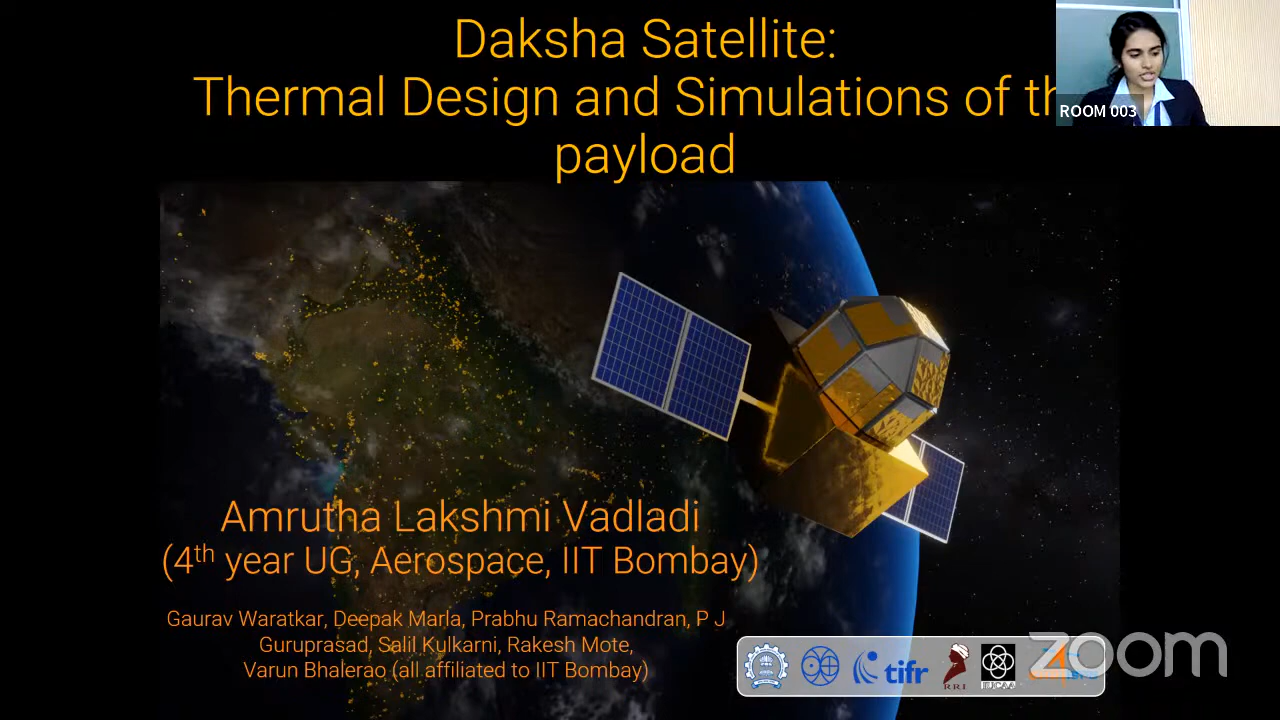 Daksha Satellite:
Thermal Design and Simulations of th
payload
ROOM 003
Amrutha Lakshmi Vadladi
(4th year UG, Aerospace, IIT Bombay)
Gaurav Waratkar, Deepak Marla, Prabhu Ramachandran, P J
Guruprasad, Salil Kulkarni, Rakesh Mote,
Varun Bhalerao (all affiliated to IIT Bombay)
tifr
RRI
zoom